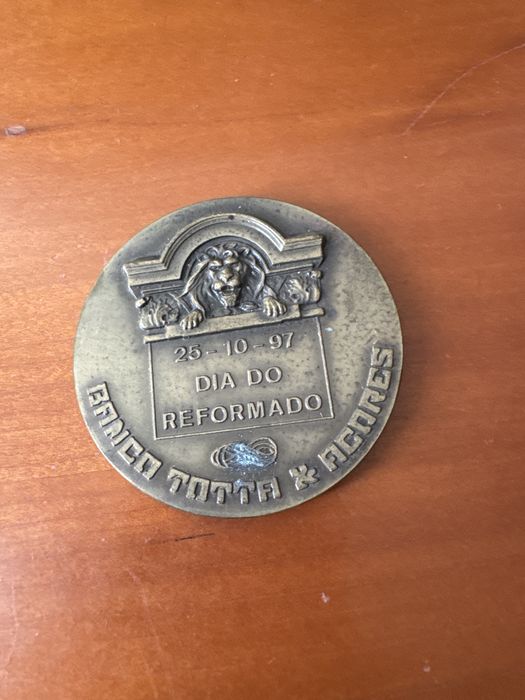 25-10-97
DIA DO
REFORMADO
BANCO TOTTA & AÇORES